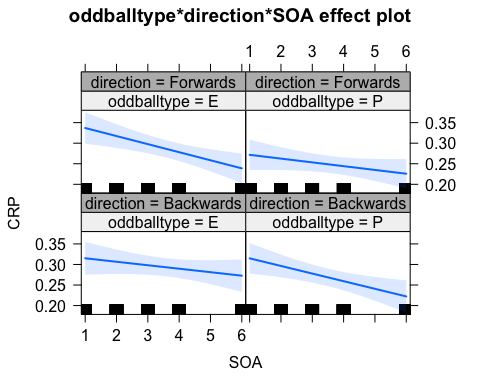 oddballtype*direction*SOA effect plot
1 2 3 4 5 6
direction = Forwards direction = Forwards
oddballtype = E oddballtype = P
0.35
0.30
0.25
0.20
direction = Backwards direction = Backwards
oddballtype = E oddballtype = P
0.35
0.30
0.25
0.20
CRP
1 2 3 4 5 6
SOA